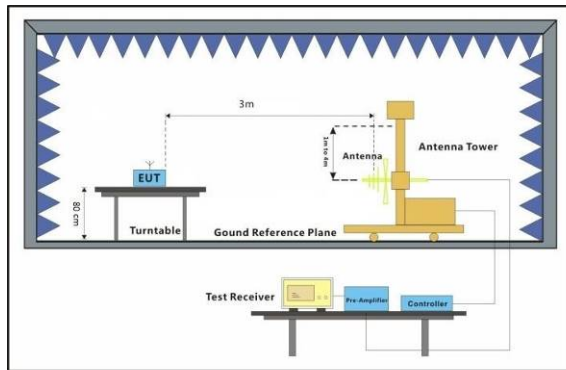 3m
1m to 4m
Antenna
Antenna Tower
EUT
80 cm
Turntable
Gound Reference Plane
Test Receiver
Pre-Amplifier
Controller